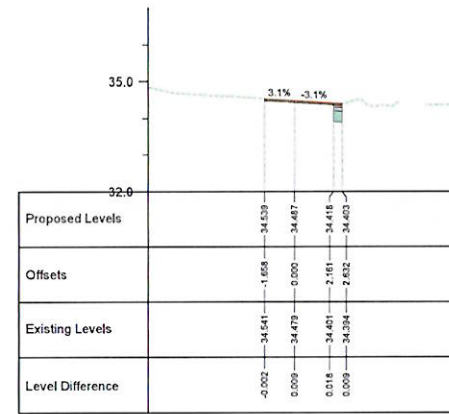 35.0
3.1% -3.1%
32.0
Proposed Levels 34.539 34.487 34.418 34.403
Offsets -1.658 0.000 2.161 2.632
Existing Levels 34.541 34.479 34.401 34.394
Level Difference -0.002 0.009 0.018 0.009